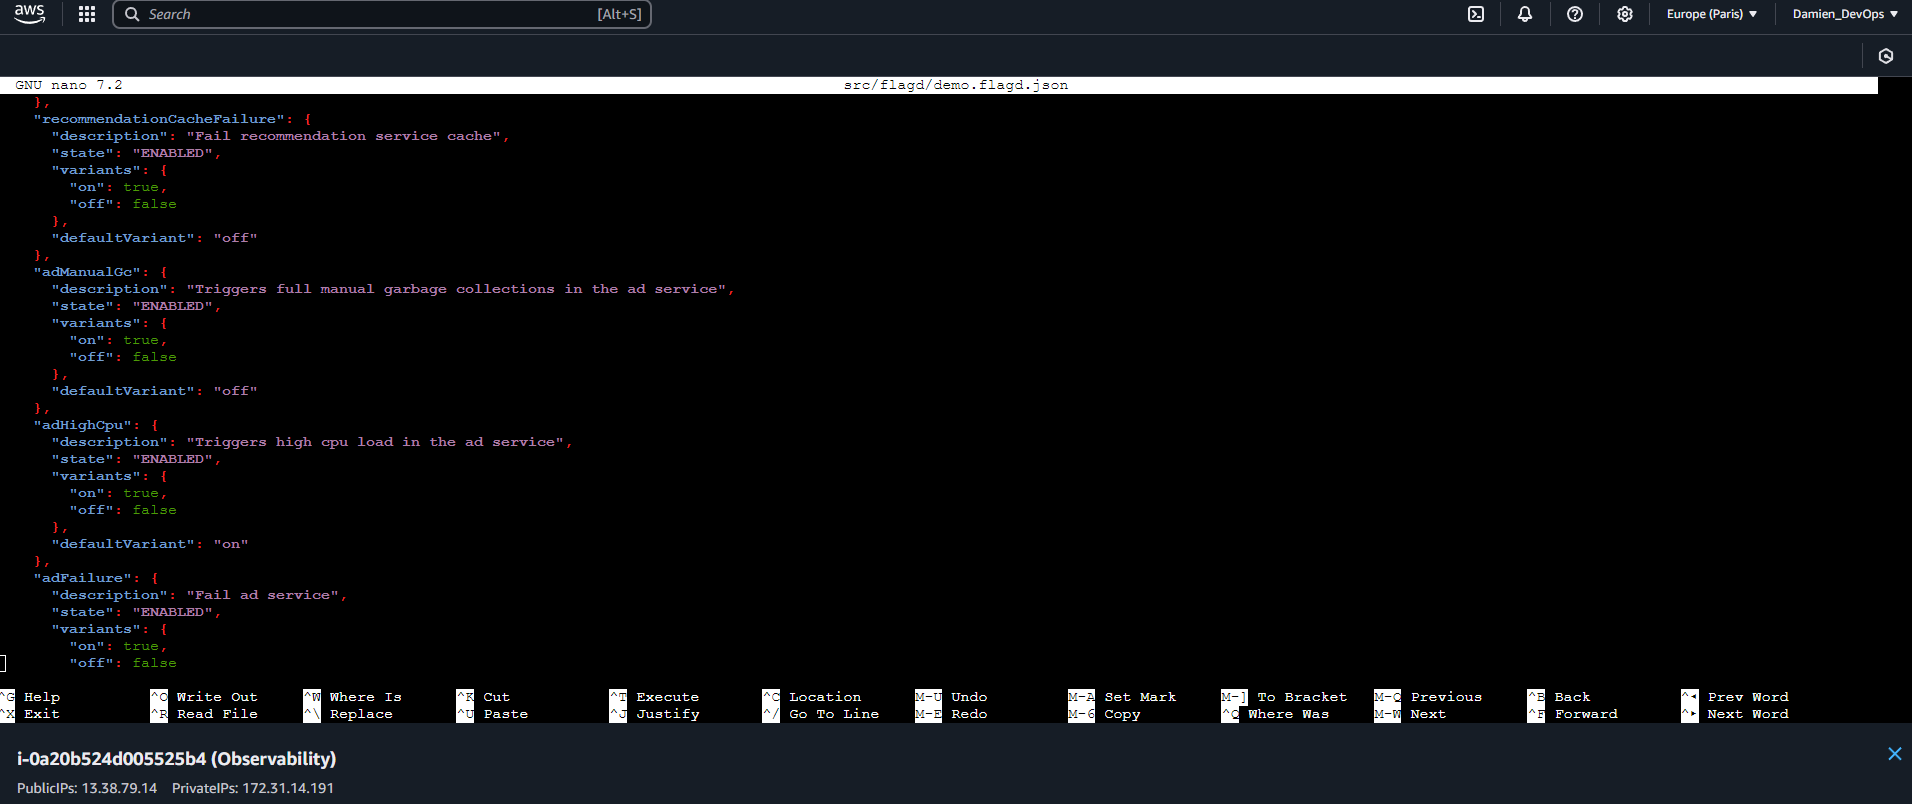 aws
Search [Alt+S] Europe (Paris) ▼ Damien_DevOps ▼
GNU nano 7.2 src/flagd/demo.flagd.json
},
"recommendationCacheFailure": {
"description": "Fail recommendation service cache",
"state": "ENABLED",
"variants": {
"on": true,
"off": false
},
"defaultVariant": "off"
},
"adManualGc": {
"description": "Triggers full manual garbage collections in the ad service",
"state": "ENABLED",
"variants": {
"on": true,
"off": false
},
"defaultVariant": "off"
},
"adHighCpu": {
"description": "Triggers high cpu load in the ad service",
"state": "ENABLED",
"variants": {
"on": true,
"off": false
},
"defaultVariant": "on"
},
"adFailure": {
"description": "Fail ad service",
"state": "ENABLED",
"variants": {
"on": true,
"off": false
^G Help ^O Write Out ^W Where Is ^K Cut ^T Execute ^C Location M-U Undo M-A Set Mark M-] To Bracket M-Q Previous ^B Back ^◂ Prev Word
^X Exit ^R Read File ^\ Replace ^U Paste ^J Justify ^/ Go To Line M-E Redo M-6 Copy ^Q Where Was M-W Next ^F Forward ^▸ Next Word
i-0a20b524d005525b4 (Observability)
PublicIPs: 13.38.79.14 PrivateIPs: 172.31.14.191